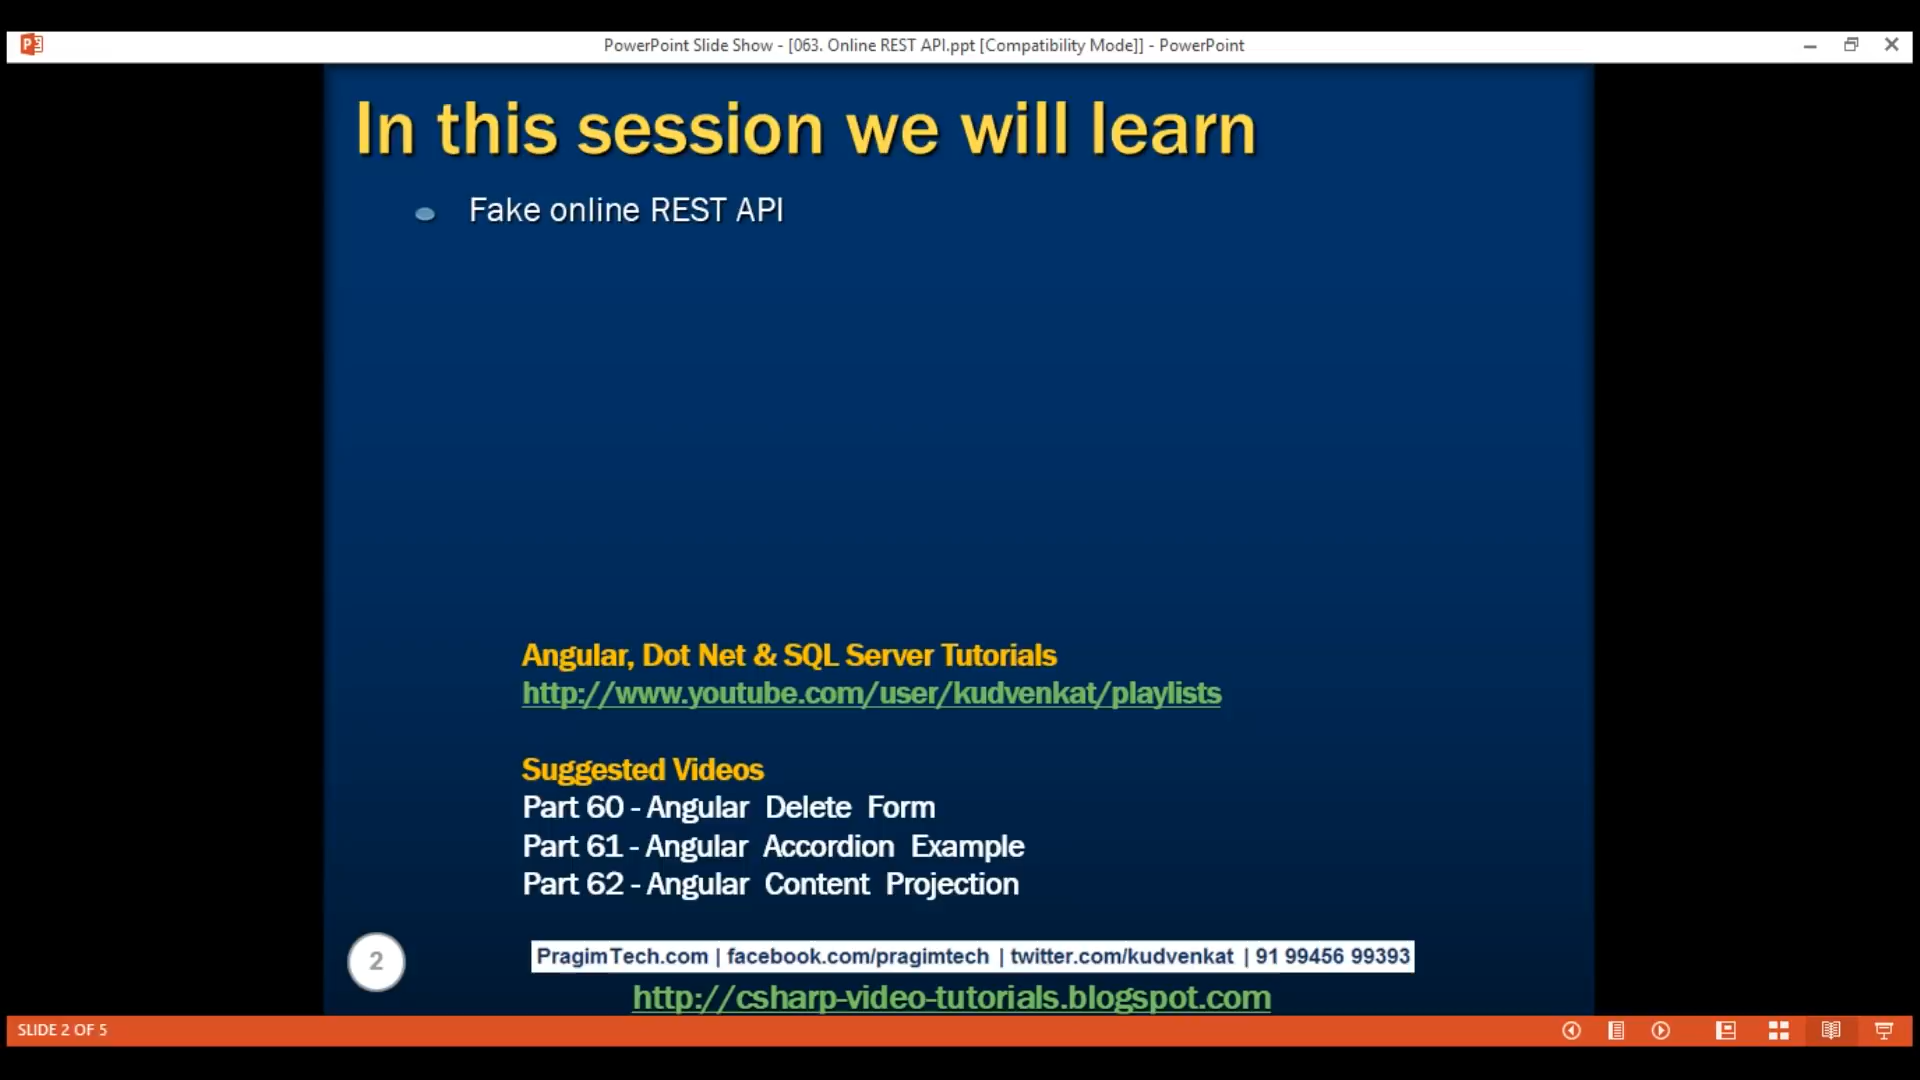 PowerPoint Slide Show - [063. Online REST API.ppt [Compatibility Mode]] - PowerPoint
In this session we will learn
Fake online REST API
Angular, Dot Net & SQL Server Tutorials
http://www.youtube.com/user/kudvenkat/playlists
Suggested Videos
Part 60 - Angular Delete Form
Part 61 - Angular Accordion Example
Part 62 - Angular Content Projection
2
PragimTech.com | facebook.com/pragimtech | twitter.com/kudvenkat | 91 99456 99393
http://csharp-video-tutorials.blogspot.com
SLIDE 2 OF 5